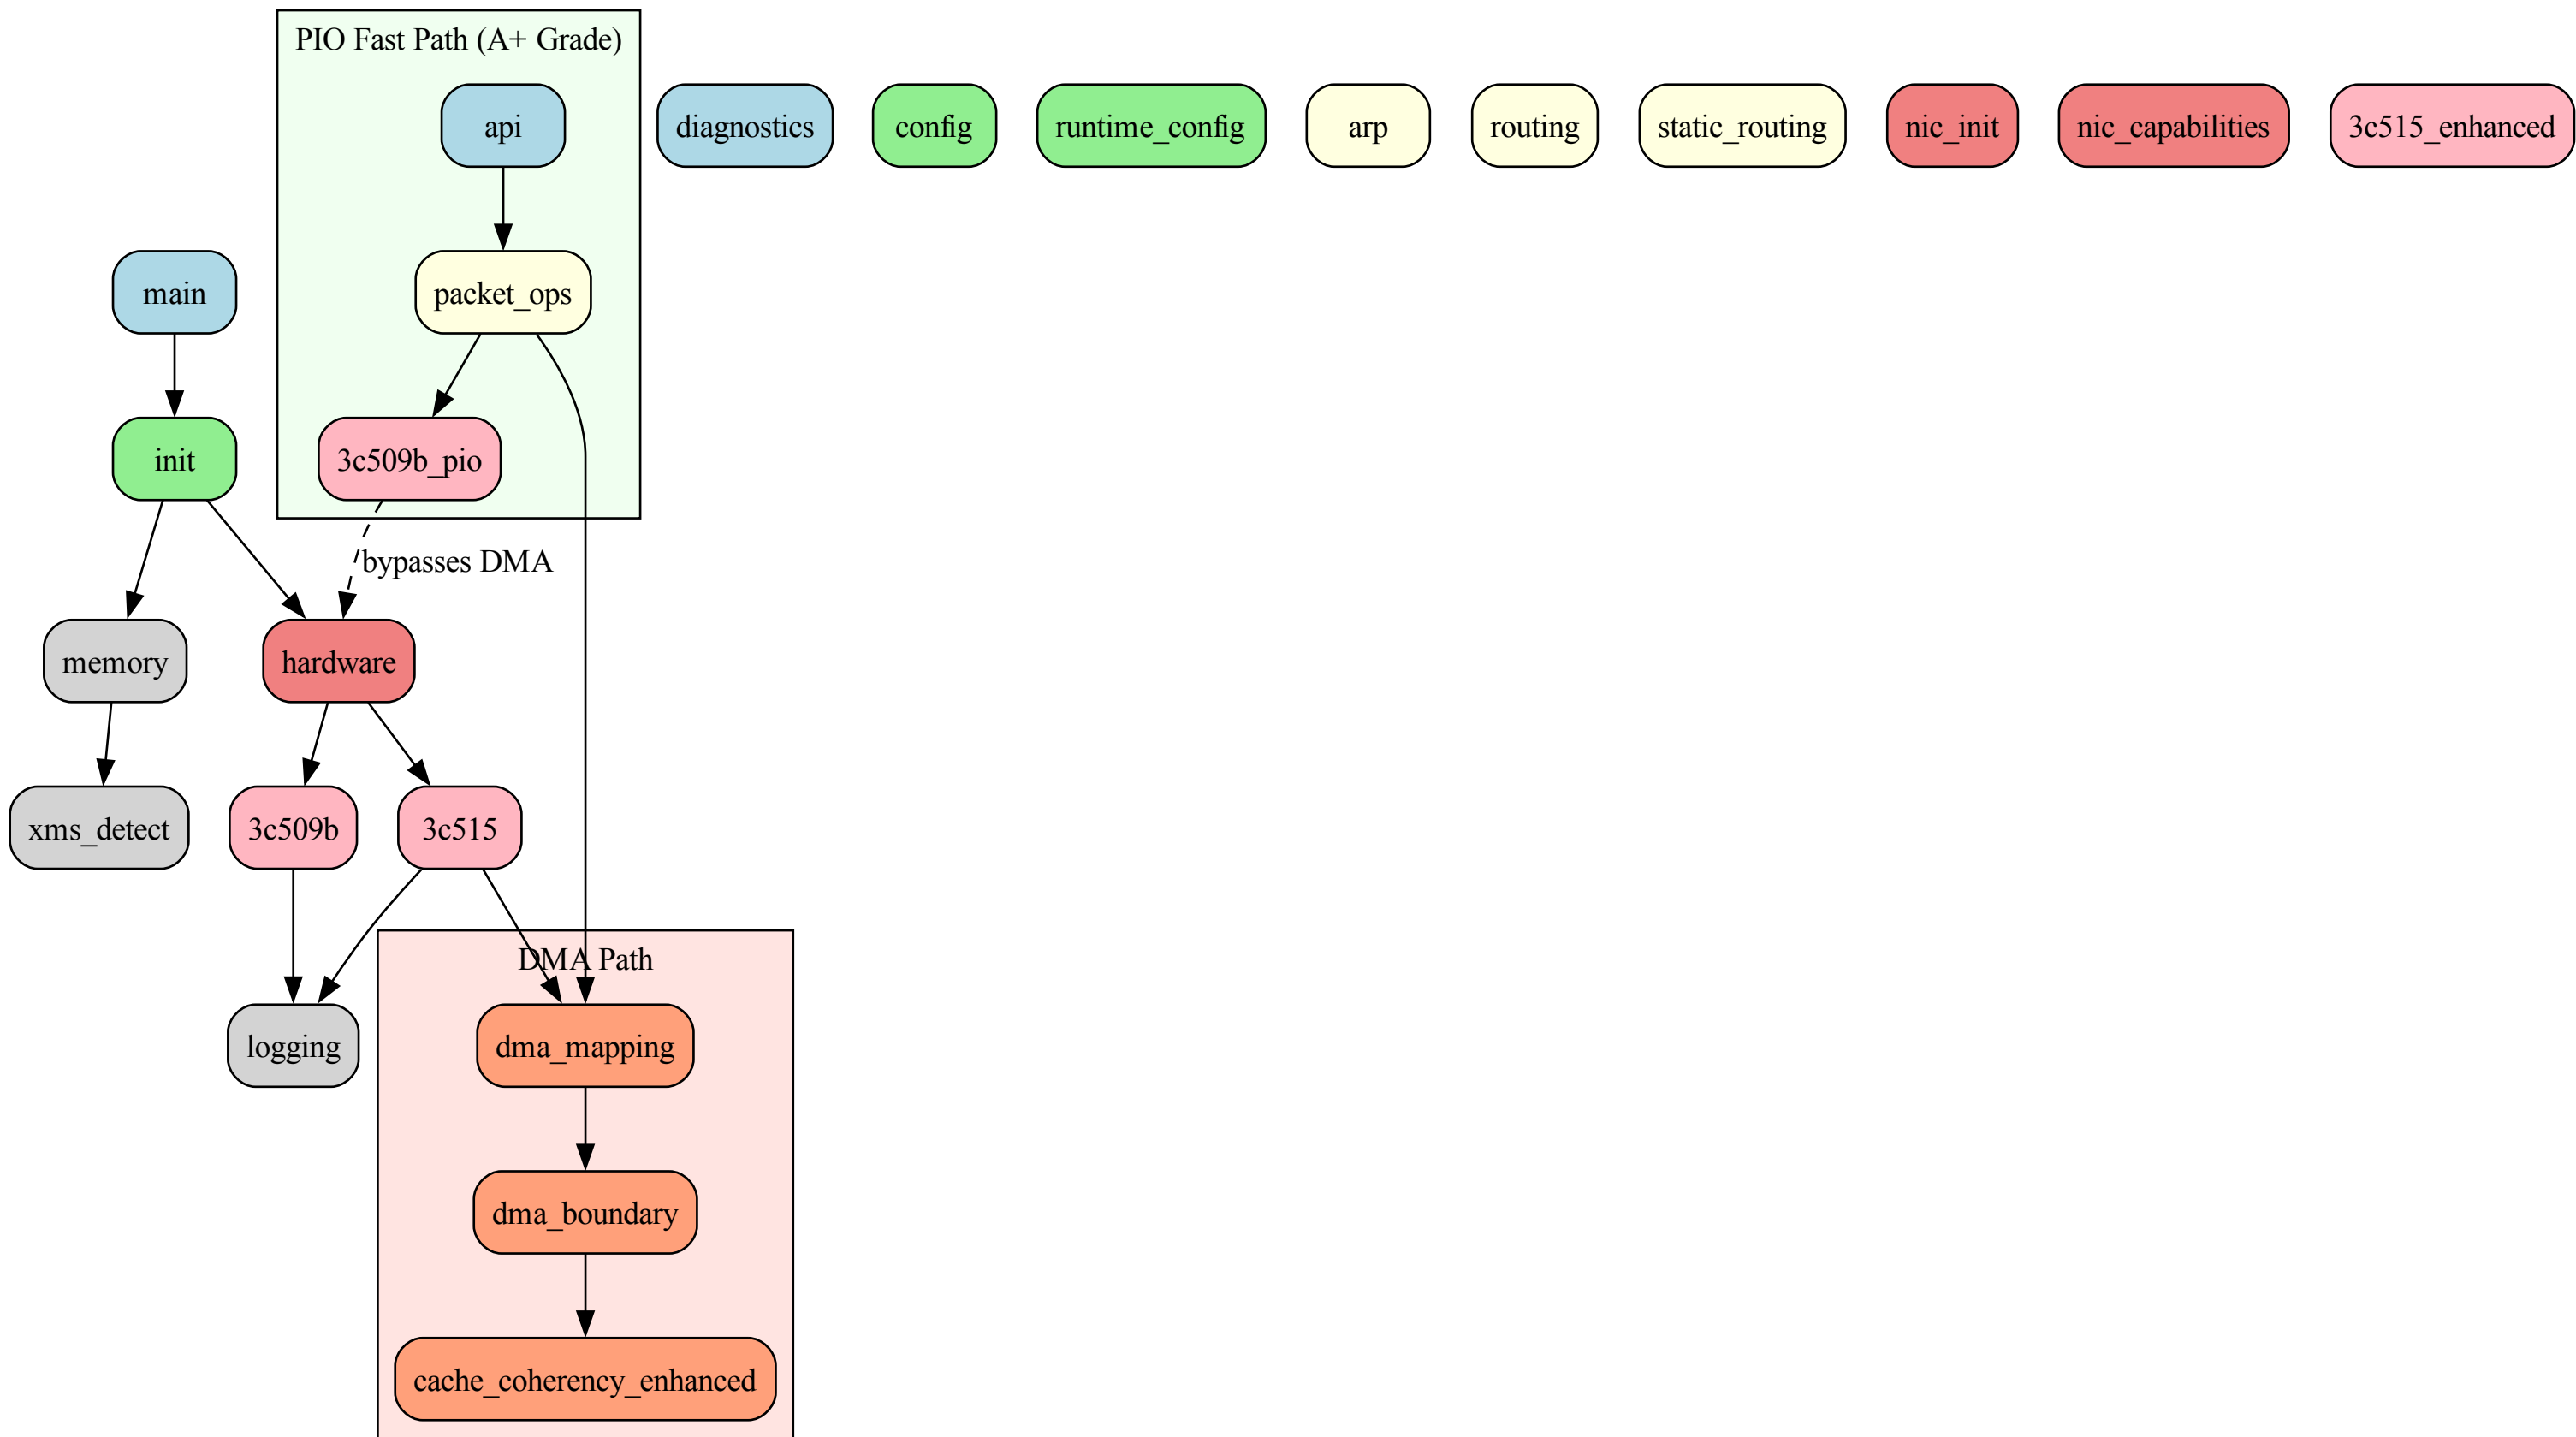 PIO Fast Path (A+ Grade)
api
diagnostics
config
runtime_config
arp
routing
static_routing
nic_init
nic_capabilities
3c515_enhanced
main
packet_ops
init
3c509b_pio
bypasses DMA
memory
hardware
xms_detect
3c509b
3c515
DMA Path
logging
dma_mapping
dma_boundary
cache_coherency_enhanced